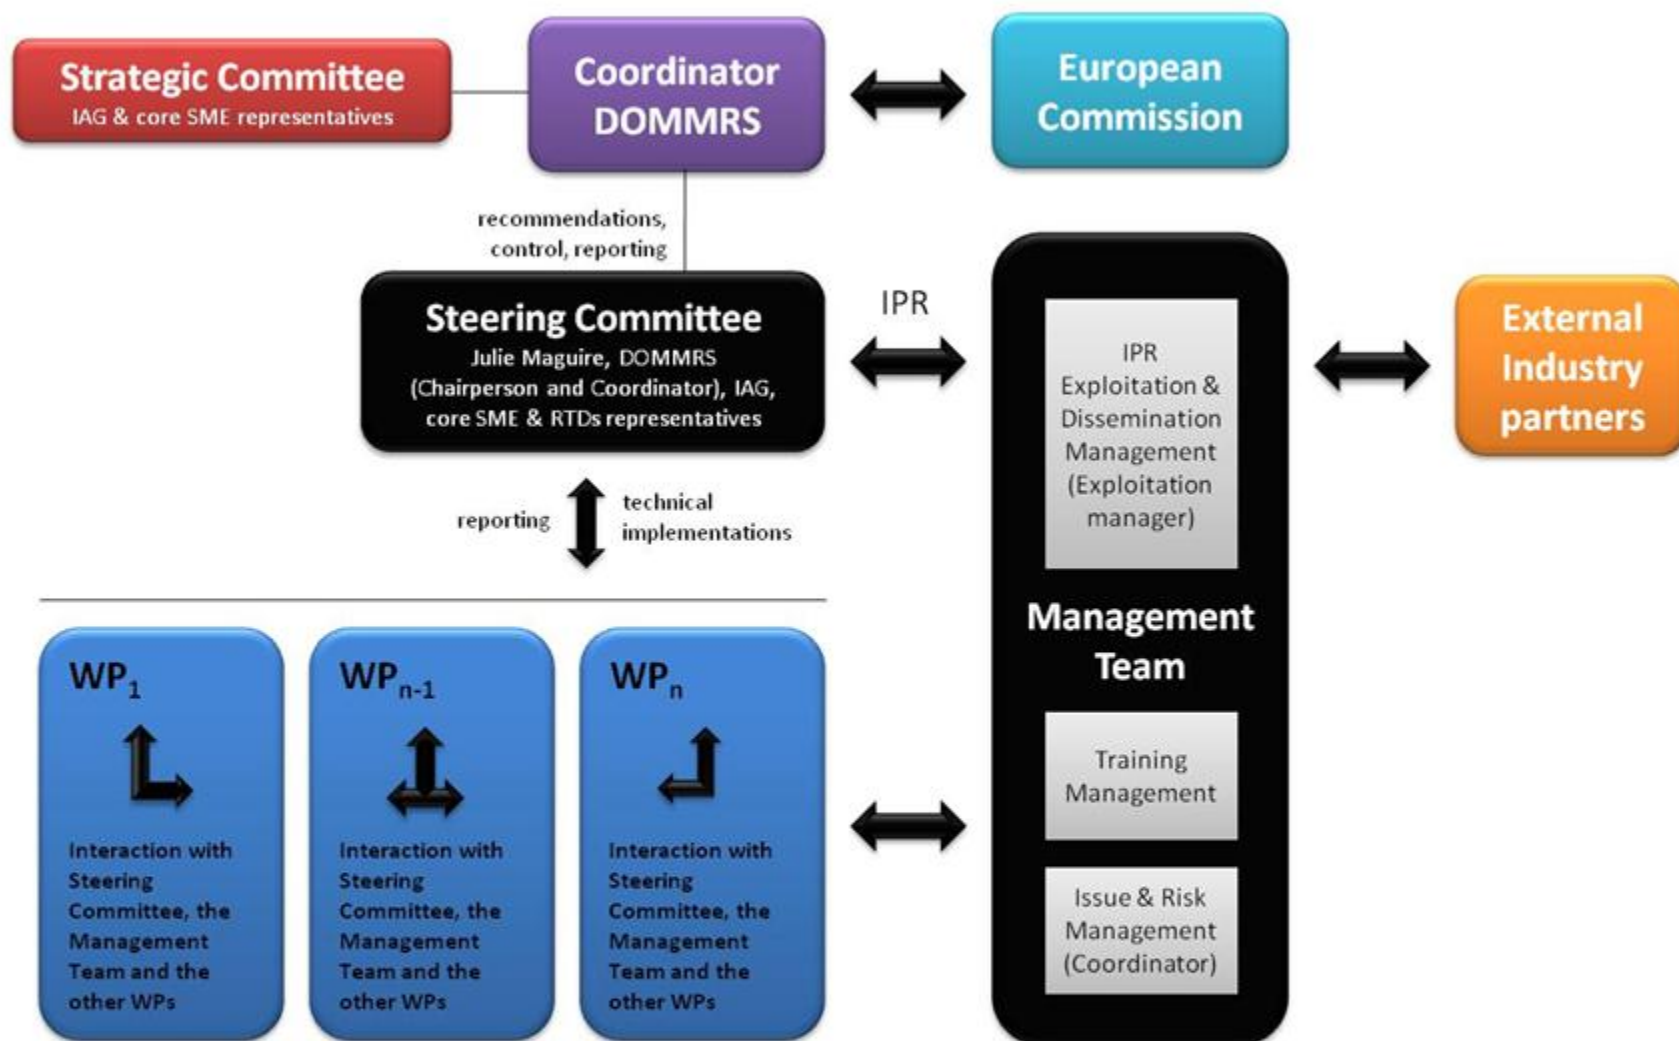 Strategic Committee
IAG & core SME representatives
Coordinator
DOMMRS
European
Commission
recommendations,
control, reporting
Steering Committee
Julie Maguire, DOMMRS
(Chairperson and Coordinator), IAG,
core SME & RTDs representatives
IPR
IPR
Exploitation &
Dissemination
Management
(Exploitation
manager)
External
Industry
partners
reporting
technical
implementations
Management
Team
WP1
Interaction with
Steering
Committee, the
Management
Team and the
other WPs
WPn-1
Interaction with
Steering
Committee, the
Management
Team and the
other WPs
WPn
Interaction with
Steering
Committee, the
Management
Team and the
other WPs
Training
Management
Issue & Risk
Management
(Coordinator)